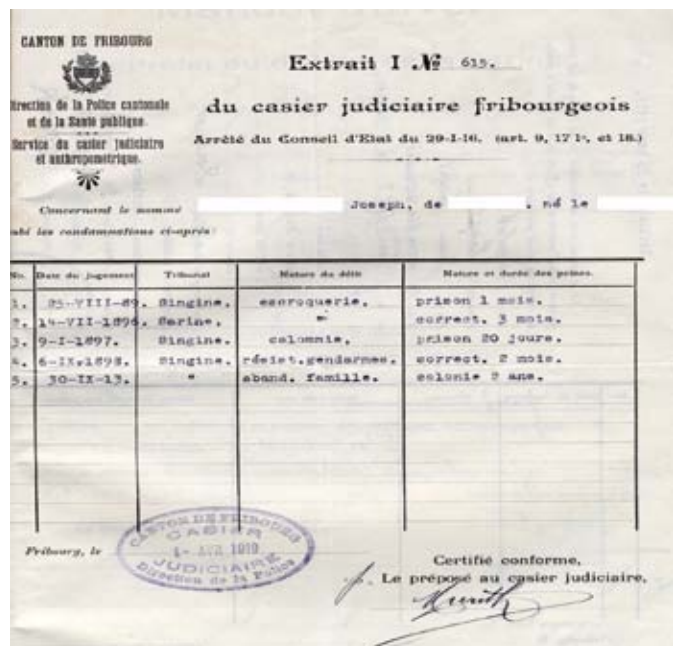 CANTON DE FRIBOURG
Direction de la Police cantonale
et de la Santé publique.
Service du casier judiciaire
et anthropométrique.
Extrait I № 615.
du casier judiciaire fribourgeois
Arrêté du Conseil d'Etat du 29-I-16. (art. 9, 17 1°, et 18.)
Concernant le nommé Joseph, de , né le
subi les condamnations ci-après:
No. Date du jugement Tribunal Nature du délit Nature et durée des peines.
1. 25-VIII-89. Singine. escroquerie. prison 1 mois.
2. 14-VII-1896. Sarine. " correct. 3 mois.
3. 9-I-1897. Singine. calomnie. prison 20 jours.
4. 6-IX-1898. Singine. résist.gendarmes. correct. 2 mois.
5. 30-IX-13. " aband. famille. colonie 2 ans.
CANTON DE FRIBOURG
CASIER
4- AVR 1919
JUDICIAIRE
Direction de la Police
Fribourg, le
Certifié conforme,
Le préposé au casier judiciaire,